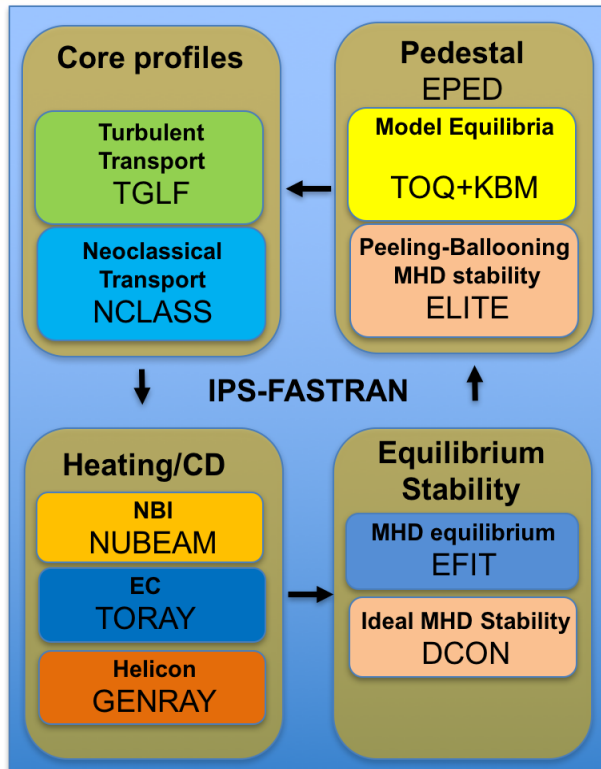 Core profiles
Turbulent
Transport
TGLF
Neoclassical
Transport
NCLASS
Pedestal
EPED
Model Equilibria
TOQ+KBM
Peeling-Ballooning
MHD stability
ELITE
IPS-FASTRAN
Heating/CD
NBI
NUBEAM
EC
TORAY
Helicon
GENRAY
Equilibrium
Stability
MHD equilibrium
EFIT
Ideal MHD Stability
DCON